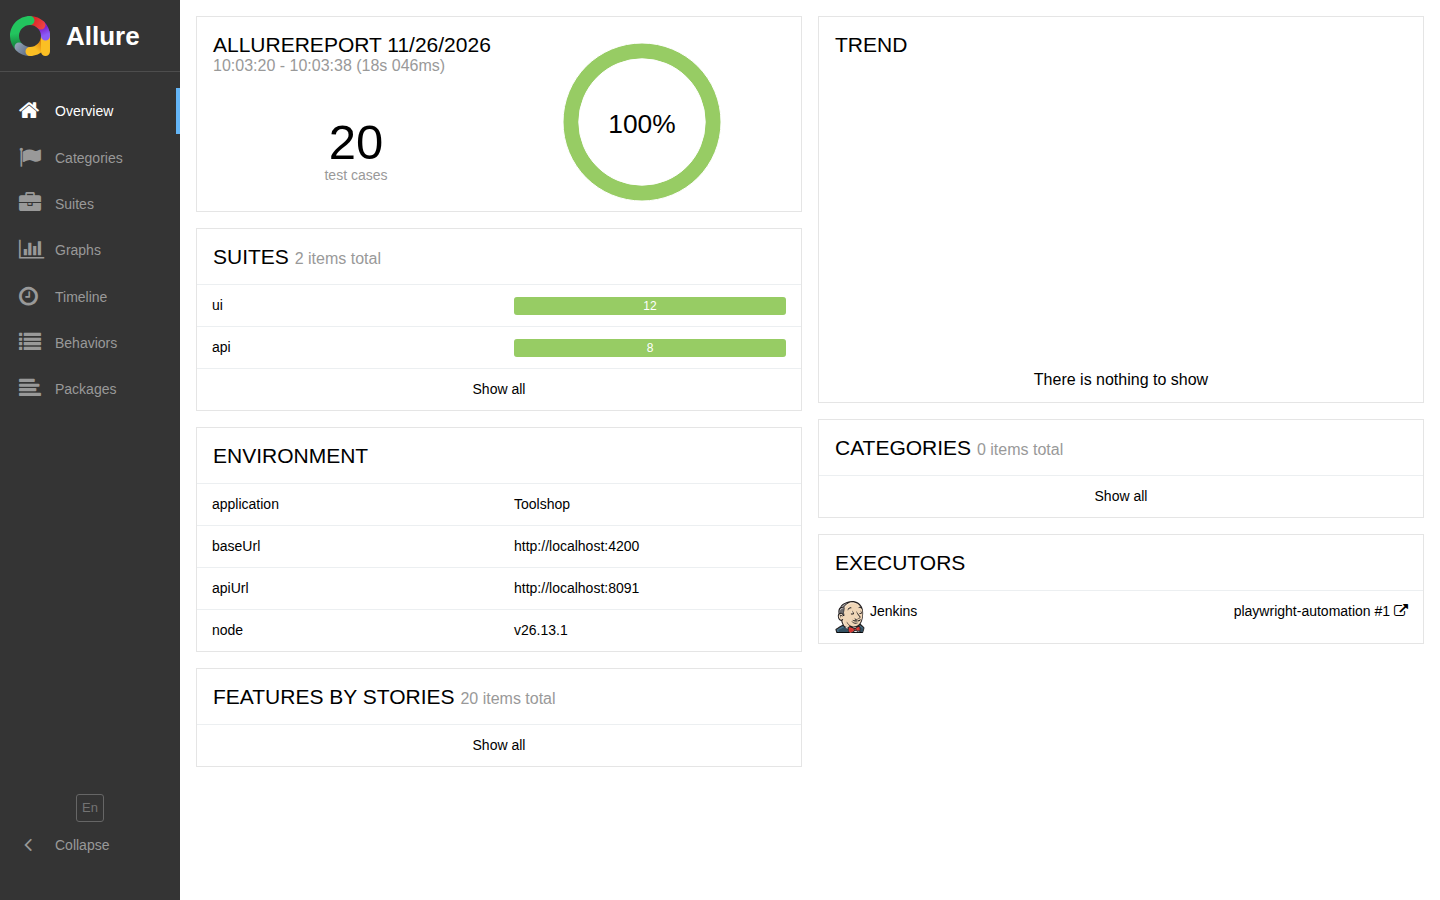 Allure
Overview
Categories
Suites
Graphs
Timeline
Behaviors
Packages
En
Collapse
ALLUREREPORT 11/26/2026
10:03:20 - 10:03:38 (18s 046ms)
20
test cases
100%
SUITES 2 items total
ui 12
api 8
Show all
ENVIRONMENT
application Toolshop
baseUrl http://localhost:4200
apiUrl http://localhost:8091
node v26.13.1
FEATURES BY STORIES 20 items total
Show all
TREND
There is nothing to show
CATEGORIES 0 items total
Show all
EXECUTORS
Jenkins playwright-automation #1